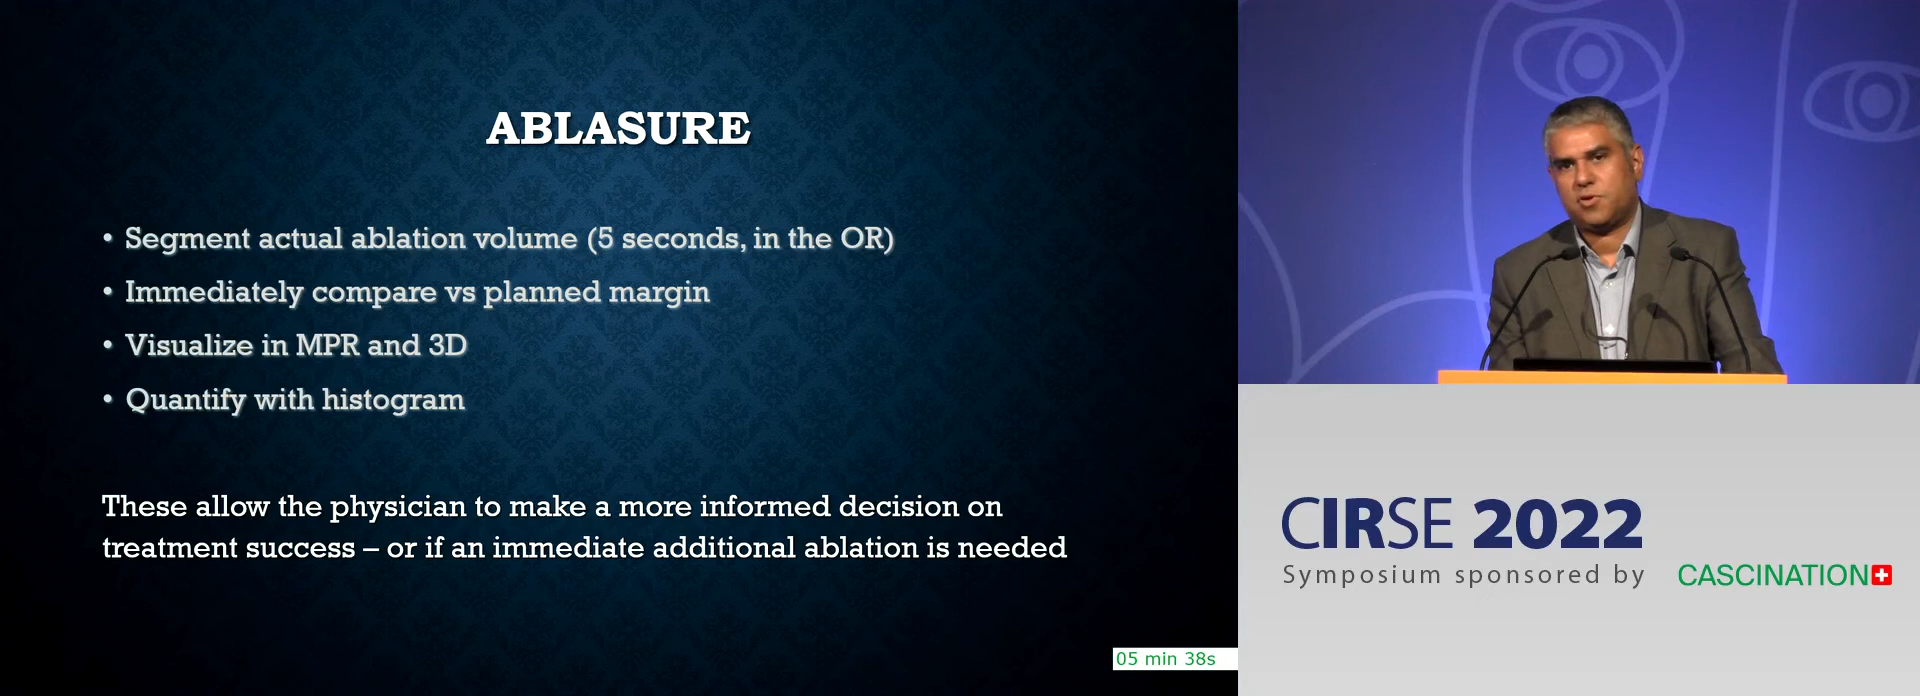 ABLASURE
• Segment actual ablation volume (5 seconds, in the OR)
• Immediately compare vs planned margin
• Visualize in MPR and 3D
• Quantify with histogram
These allow the physician to make a more informed decision on
treatment success – or if an immediate additional ablation is needed
05 min 38s
CIRSE 2022
Symposium sponsored by CASCINATION